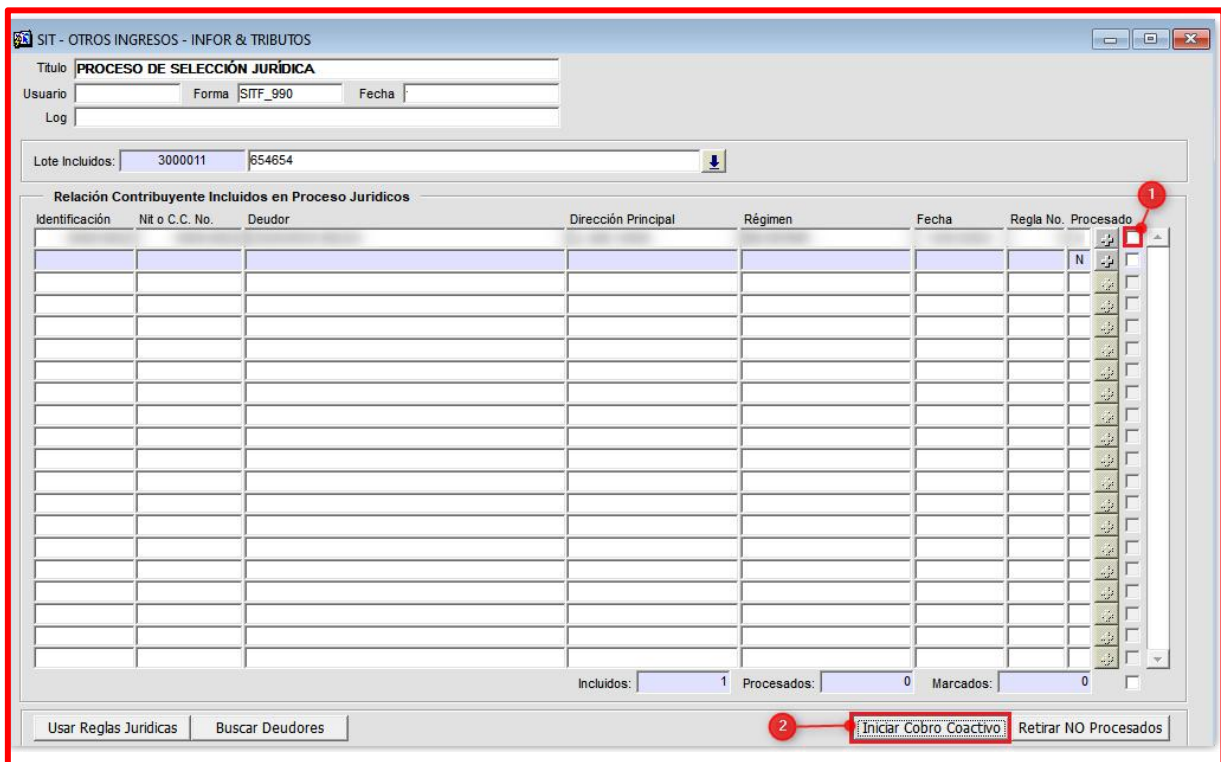 SIT - OTROS INGRESOS - INFOR & TRIBUTOS
Titulo PROCESO DE SELECCIÓN JURÍDICA
Usuario Forma SITF_990 Fecha
Log
Lote Incluidos: 3000011 654654
Relación Contribuyente Incluidos en Proceso Juridicos
1
Identificación Nit o C.C. No. Deudor Dirección Principal Régimen Fecha Regla No. Procesado
N
Incluidos: 1 Procesados: 0 Marcados: 0
Usar Reglas Juridicas Buscar Deudores 2 Iniciar Cobro Coactivo Retirar NO Procesados